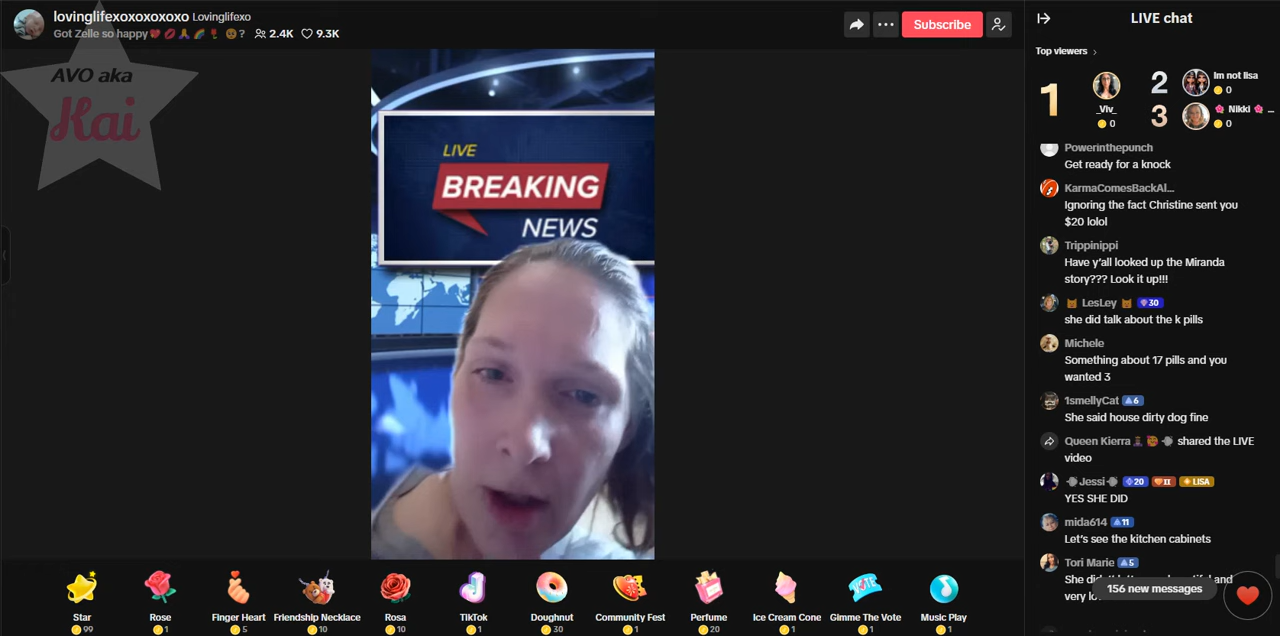 lovinglifexoxoxoxoxo Lovinglifexo
Got Zelle so happy ? 2.4K 9.3K
Subscribe
AVO aka
Kai
LIVE
BREAKING
NEWS
LIVE chat
Top viewers
1
_Viv_
0
2
Im not lisa
0
3
Nikki ...
0
Powerinthepunch
Get ready for a knock
KarmaComesBackAl...
Ignoring the fact Christine sent you
$20 lolol
Trippinippi
Have y'all looked up the Miranda
story??? Look it up!!!
LesLey 30
she did talk about the k pills
Michele
Something about 17 pills and you
wanted 3
1smellyCat 6
She said house dirty dog fine
Queen Kierra shared the LIVE
video
Jessi 20 II LISA
YES SHE DID
mida614 11
Let's see the kitchen cabinets
Tori Marie 5
She and
very
156 new messages
Star
99
Rose
1
Finger Heart
5
Friendship Necklace
10
Rosa
10
TikTok
1
Doughnut
30
Community Fest
1
Perfume
20
Ice Cream Cone
1
VOTE
Gimme The Vote
1
Music Play
1